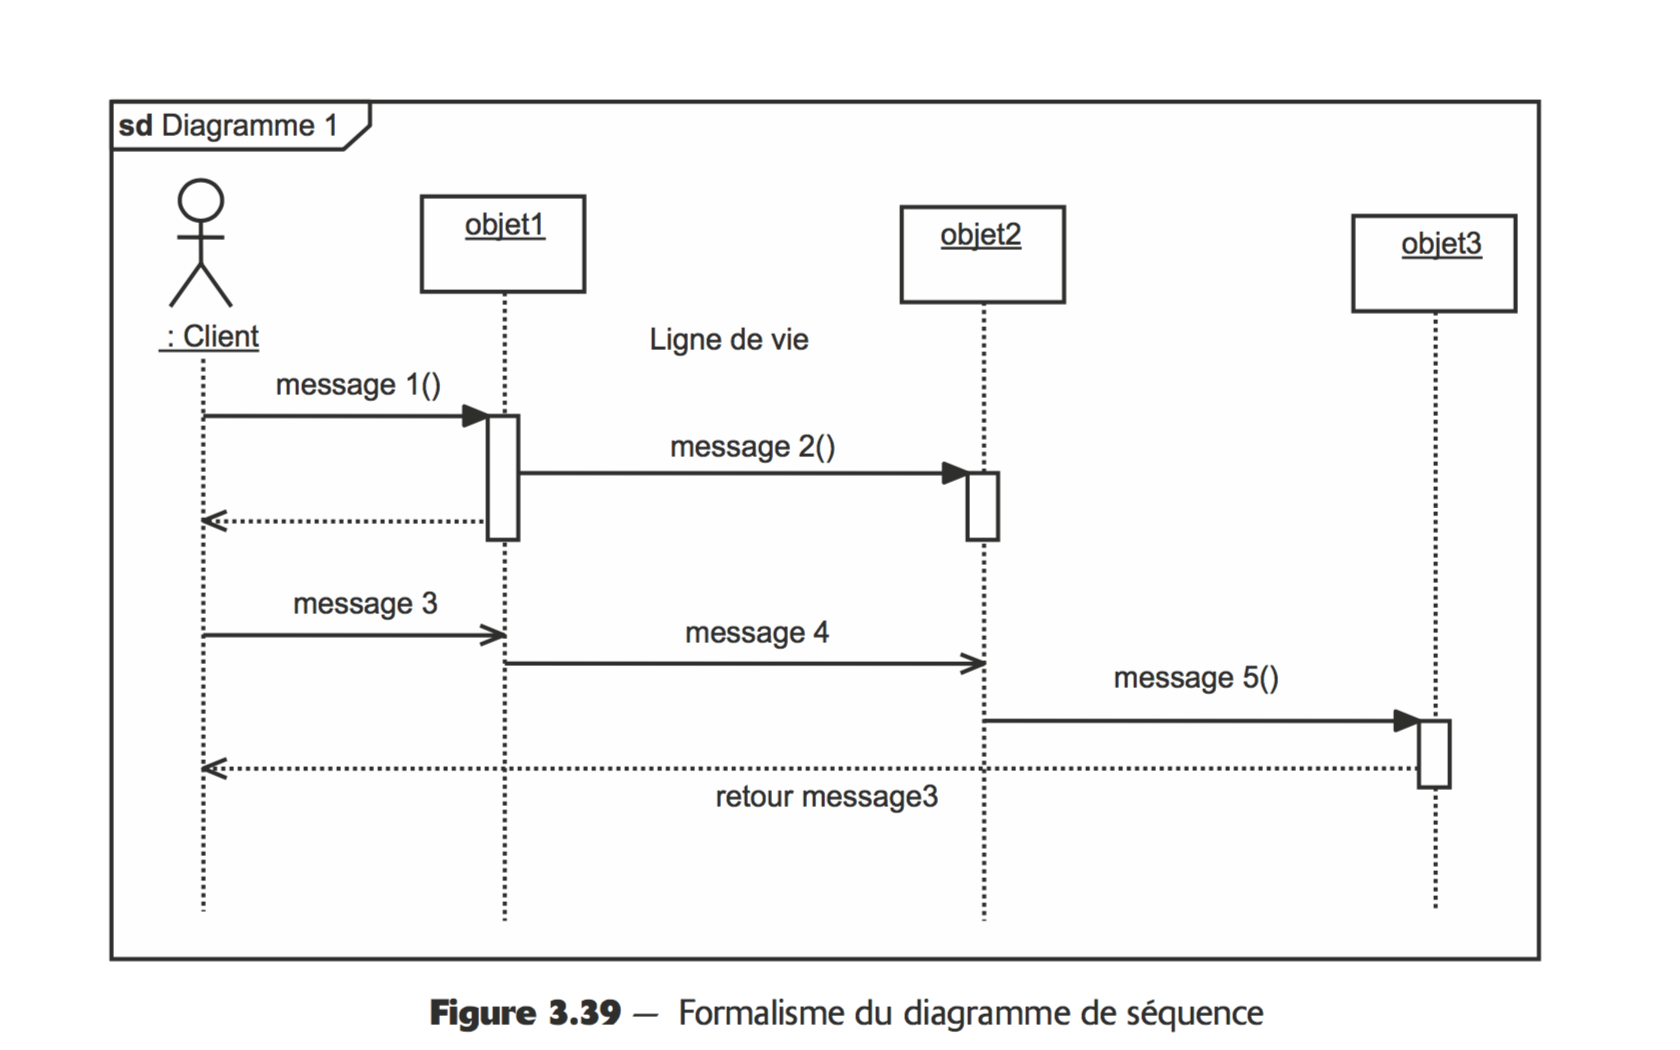 sd Diagramme 1
objet1
objet2
objet3
: Client
Ligne de vie
message 1()
message 2()
message 3
message 4
message 5()
retour message3
Figure 3.39 — Formalisme du diagramme de séquence